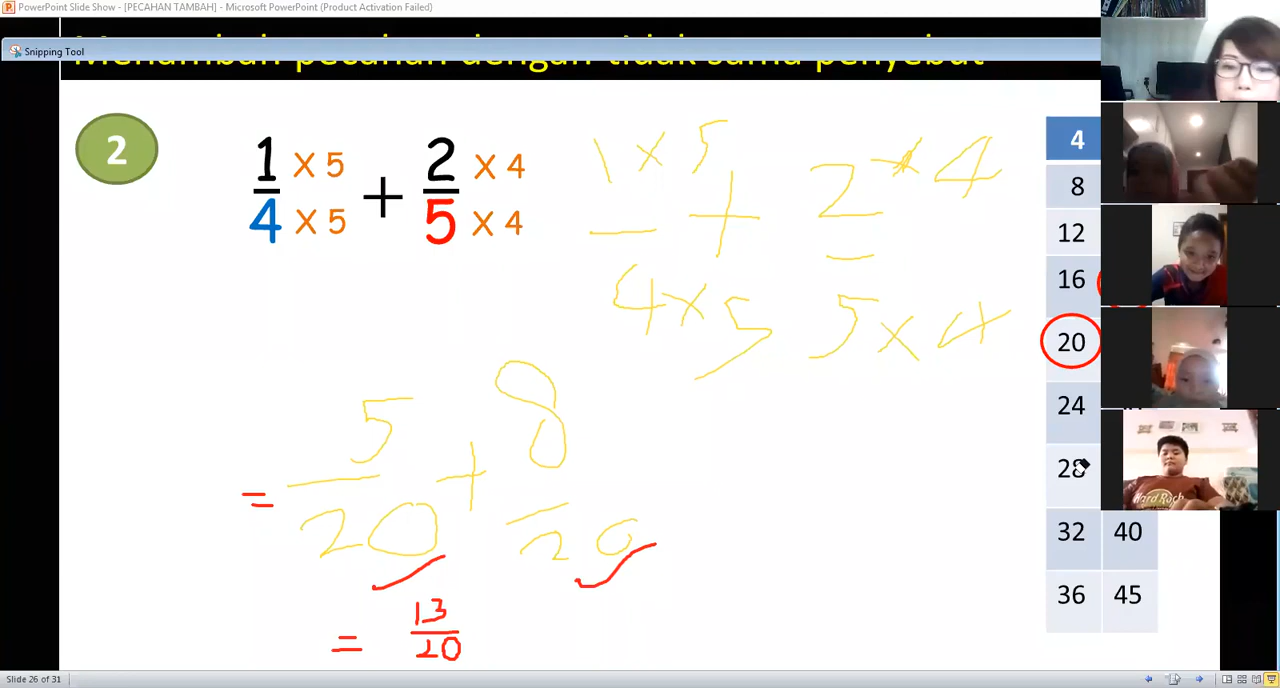 PowerPoint Slide Show - [PECAHAN TAMBAH] - Microsoft PowerPoint (Product Activation Failed)
Snipping Tool
Menambah pecahan dengan tidak sama penyebut
2
1 × 5 + 2 × 4
4 × 5 5 × 4
1 × 5 + 2 × 4
4 × 5 5 × 4
= 5 + 8
20 20
= 13
20
4
8
12
16
20
24
28
32 40
36 45
Hard Rock
Slide 26 of 31